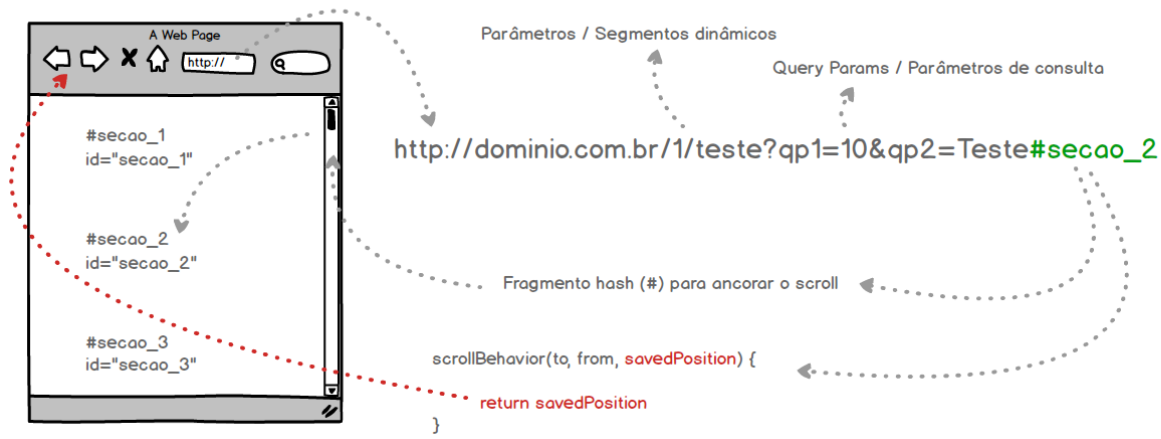 A Web Page
http://
#secao_1
id="secao_1"
#secao_2
id="secao_2"
#secao_3
id="secao_3"
Parâmetros / Segmentos dinâmicos
Query Params / Parâmetros de consulta
http://dominio.com.br/1/teste?qp1=10&qp2=Teste#secao_2
Fragmento hash (#) para ancorar o scroll
scrollBehavior(to, from, savedPosition) {
return savedPosition
}